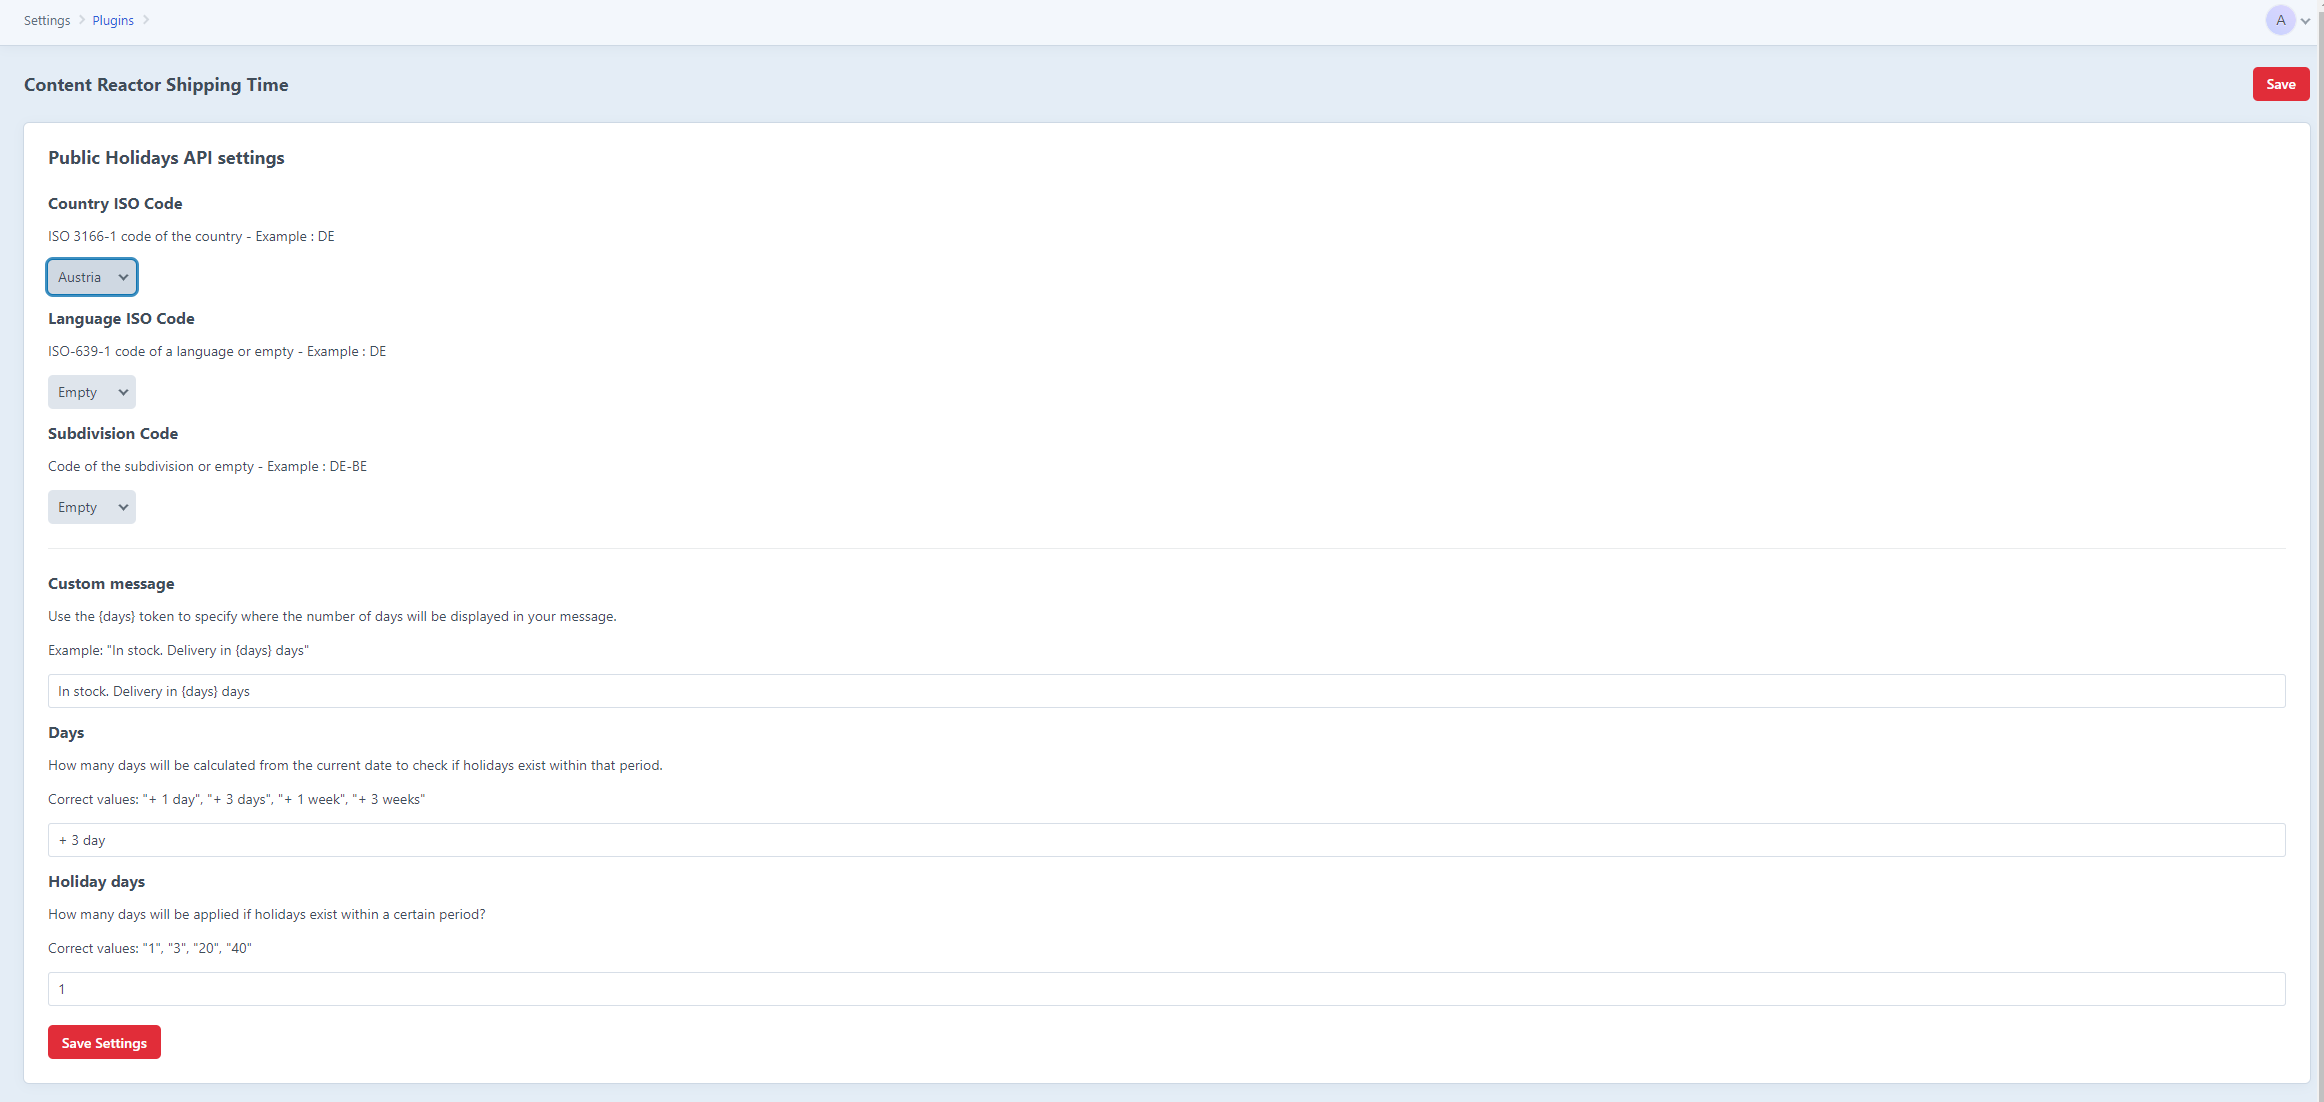 Settings Plugins
A
Content Reactor Shipping Time
Save
Public Holidays API settings
Country ISO Code
ISO 3166-1 code of the country - Example : DE
Austria
Language ISO Code
ISO-639-1 code of a language or empty - Example : DE
Empty
Subdivision Code
Code of the subdivision or empty - Example : DE-BE
Empty
Custom message
Use the {days} token to specify where the number of days will be displayed in your message.
Example: "In stock. Delivery in {days} days"
In stock. Delivery in {days} days
Days
How many days will be calculated from the current date to check if holidays exist within that period.
Correct values: "+ 1 day", "+ 3 days", "+ 1 week", "+ 3 weeks"
+ 3 day
Holiday days
How many days will be applied if holidays exist within a certain period?
Correct values: "1", "3", "20", "40"
1
Save Settings